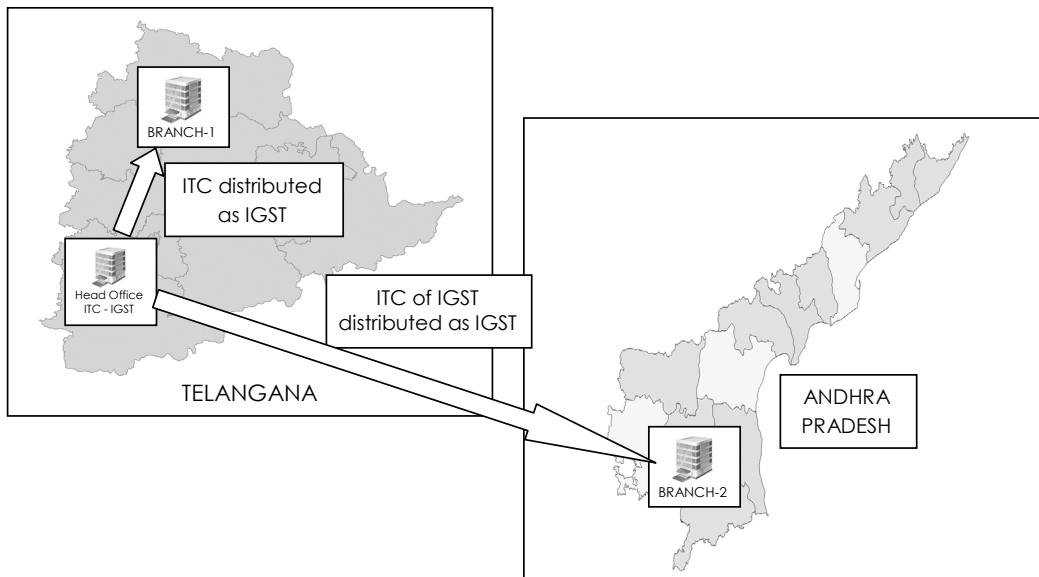 BRANCH-1
ITC distributed
as IGST
Head Office
ITC - IGST
ITC of IGST
distributed as IGST
TELANGANA
ANDHRA
PRADESH
BRANCH-2